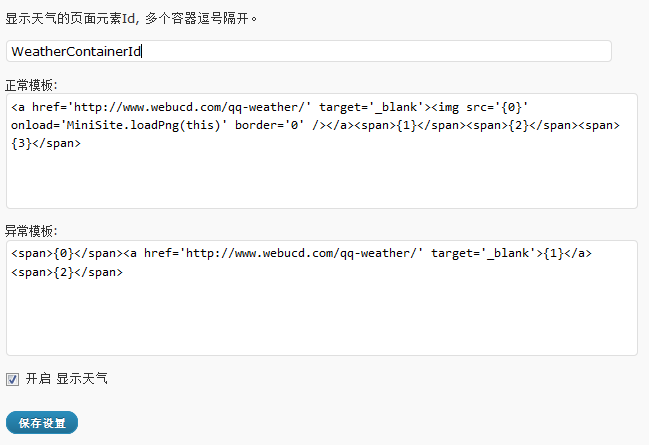 显示天气的页面元素Id, 多个容器逗号隔开。
WeatherContainerId
正常模板:
<a href='http://www.webucd.com/qq-weather/' target='_blank'><img src='{0}'
onload='MiniSite.loadPng(this)' border='0' /></a><span>{1}</span><span>{2}</span><span>
{3}</span>
异常模板:
<span>{0}</span><a href='http://www.webucd.com/qq-weather/' target='_blank'>{1}</a>
<span>{2}</span>
开启 显示天气
保存设置